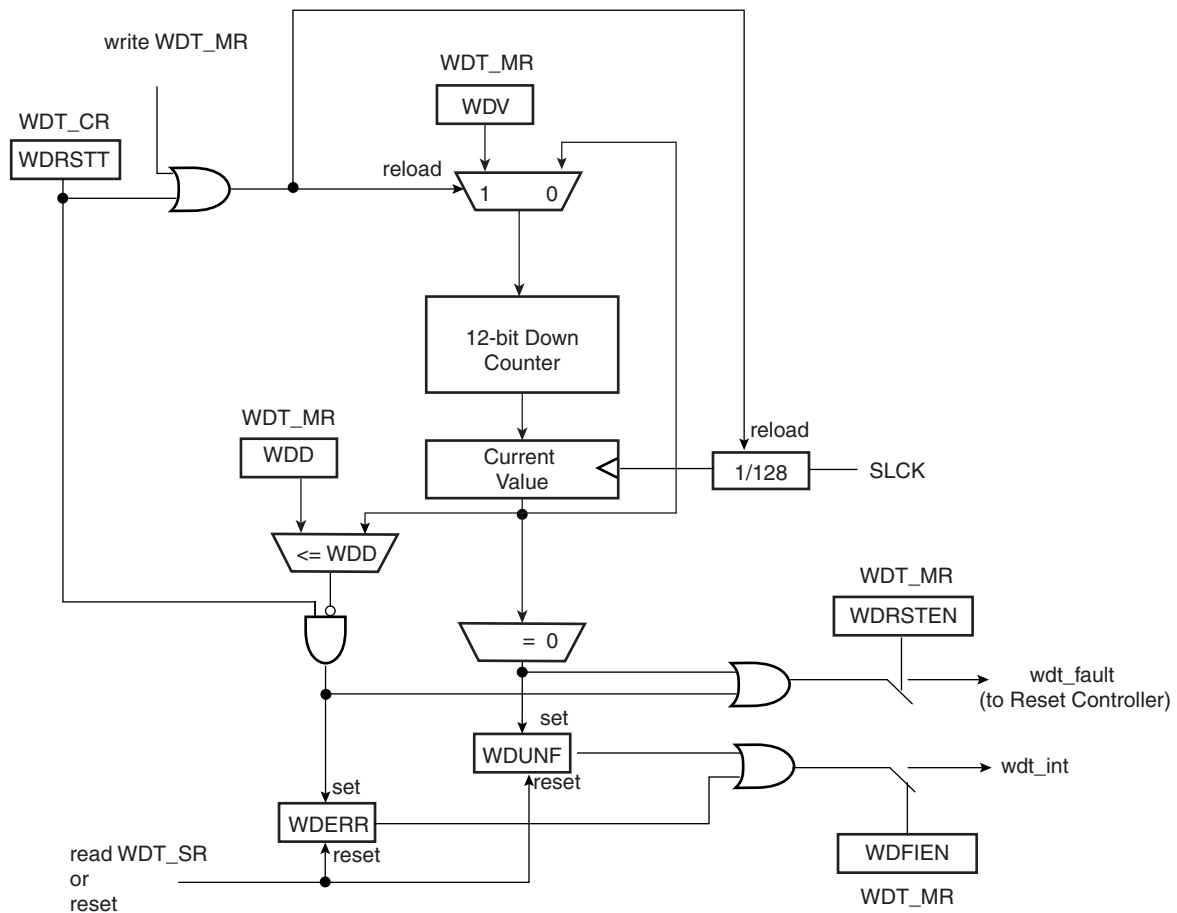 write WDT_MR
WDT_MR
WDV
WDT_CR
WDRSTT
reload
1 0
12-bit Down
Counter
WDT_MR
WDD
reload
Current
Value
1/128
SLCK
<= WDD
WDT_MR
WDRSTEN
= 0
wdt_fault
(to Reset Controller)
set
WDUNF
reset
wdt_int
set
WDERR
reset
read WDT_SR
or
reset
WDFIEN
WDT_MR